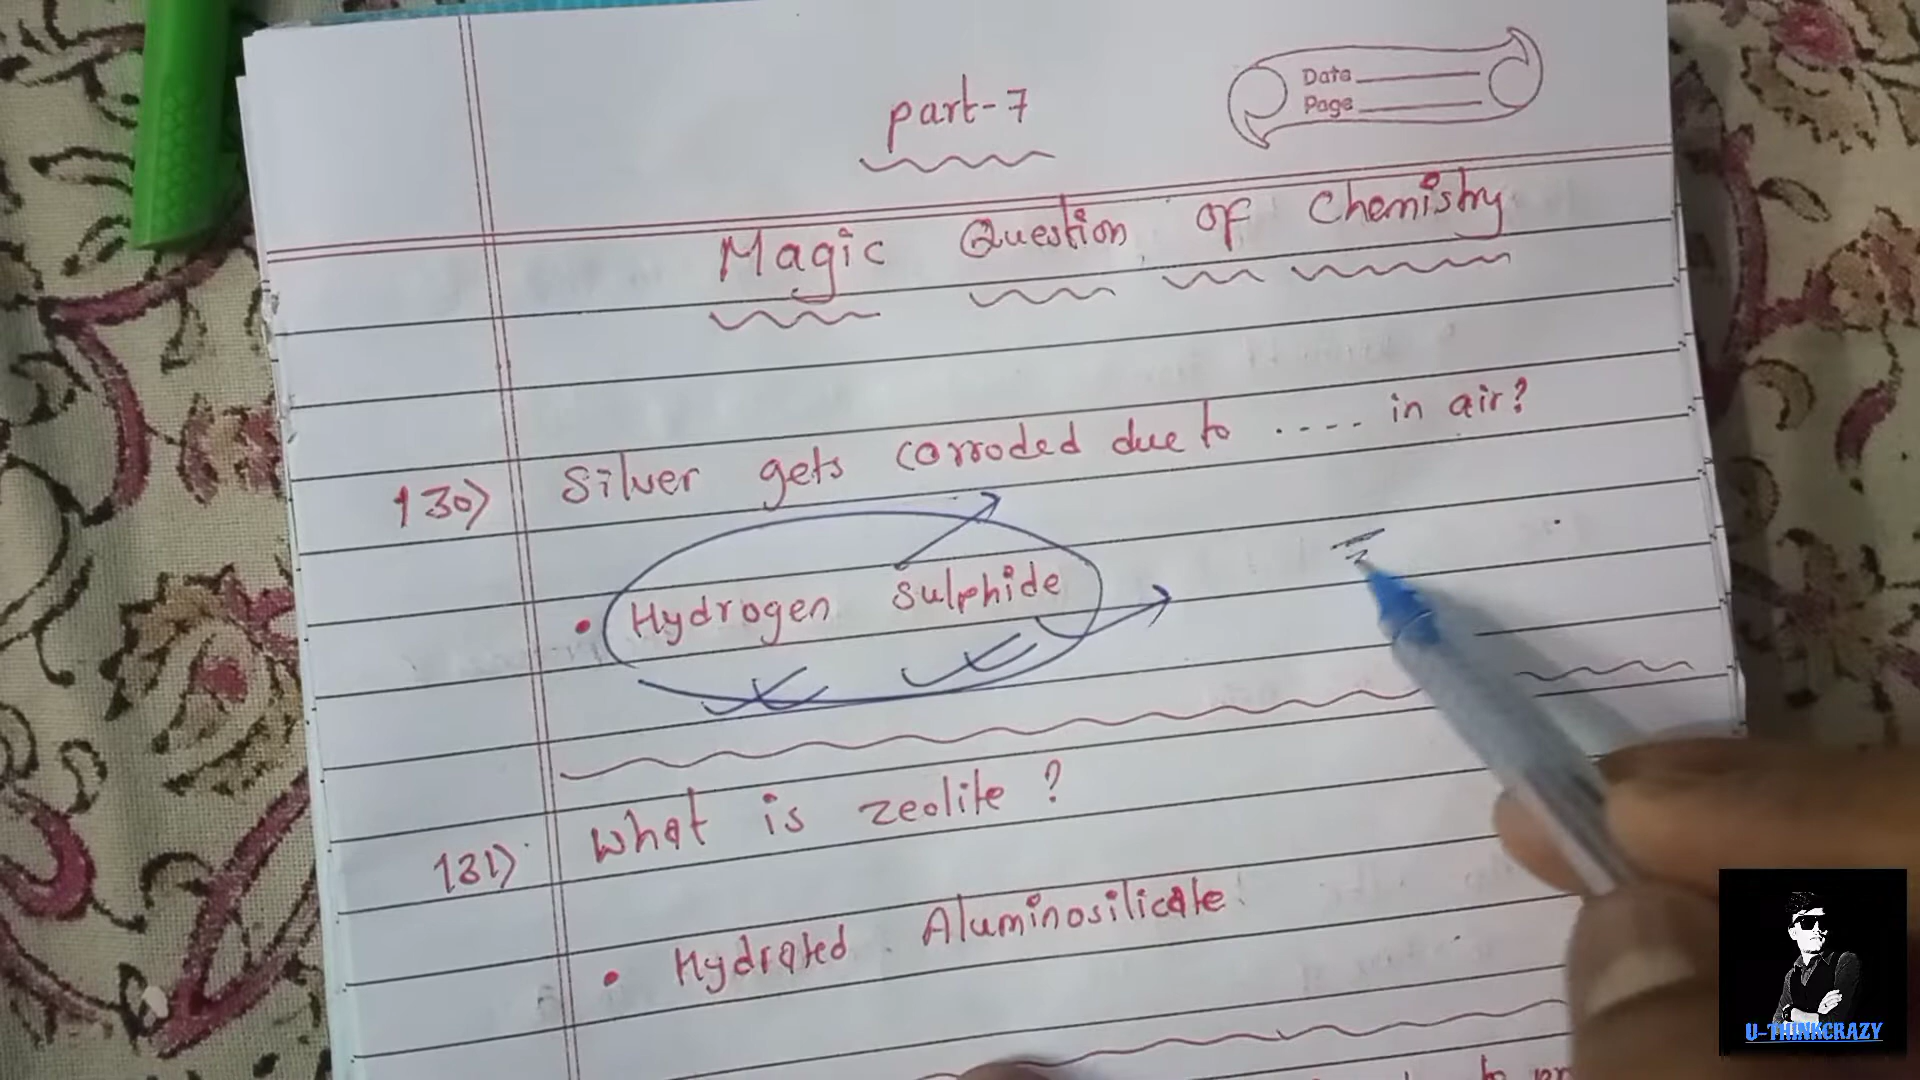 part-7
Data
Page
Magic Question Of Chemistry
130) Silver gets corroded due to .... in air?
• Hydrogen Sulphide
131) What is zeolite ?
• Hydrated Aluminosilicate
to
U-THINKCRAZY